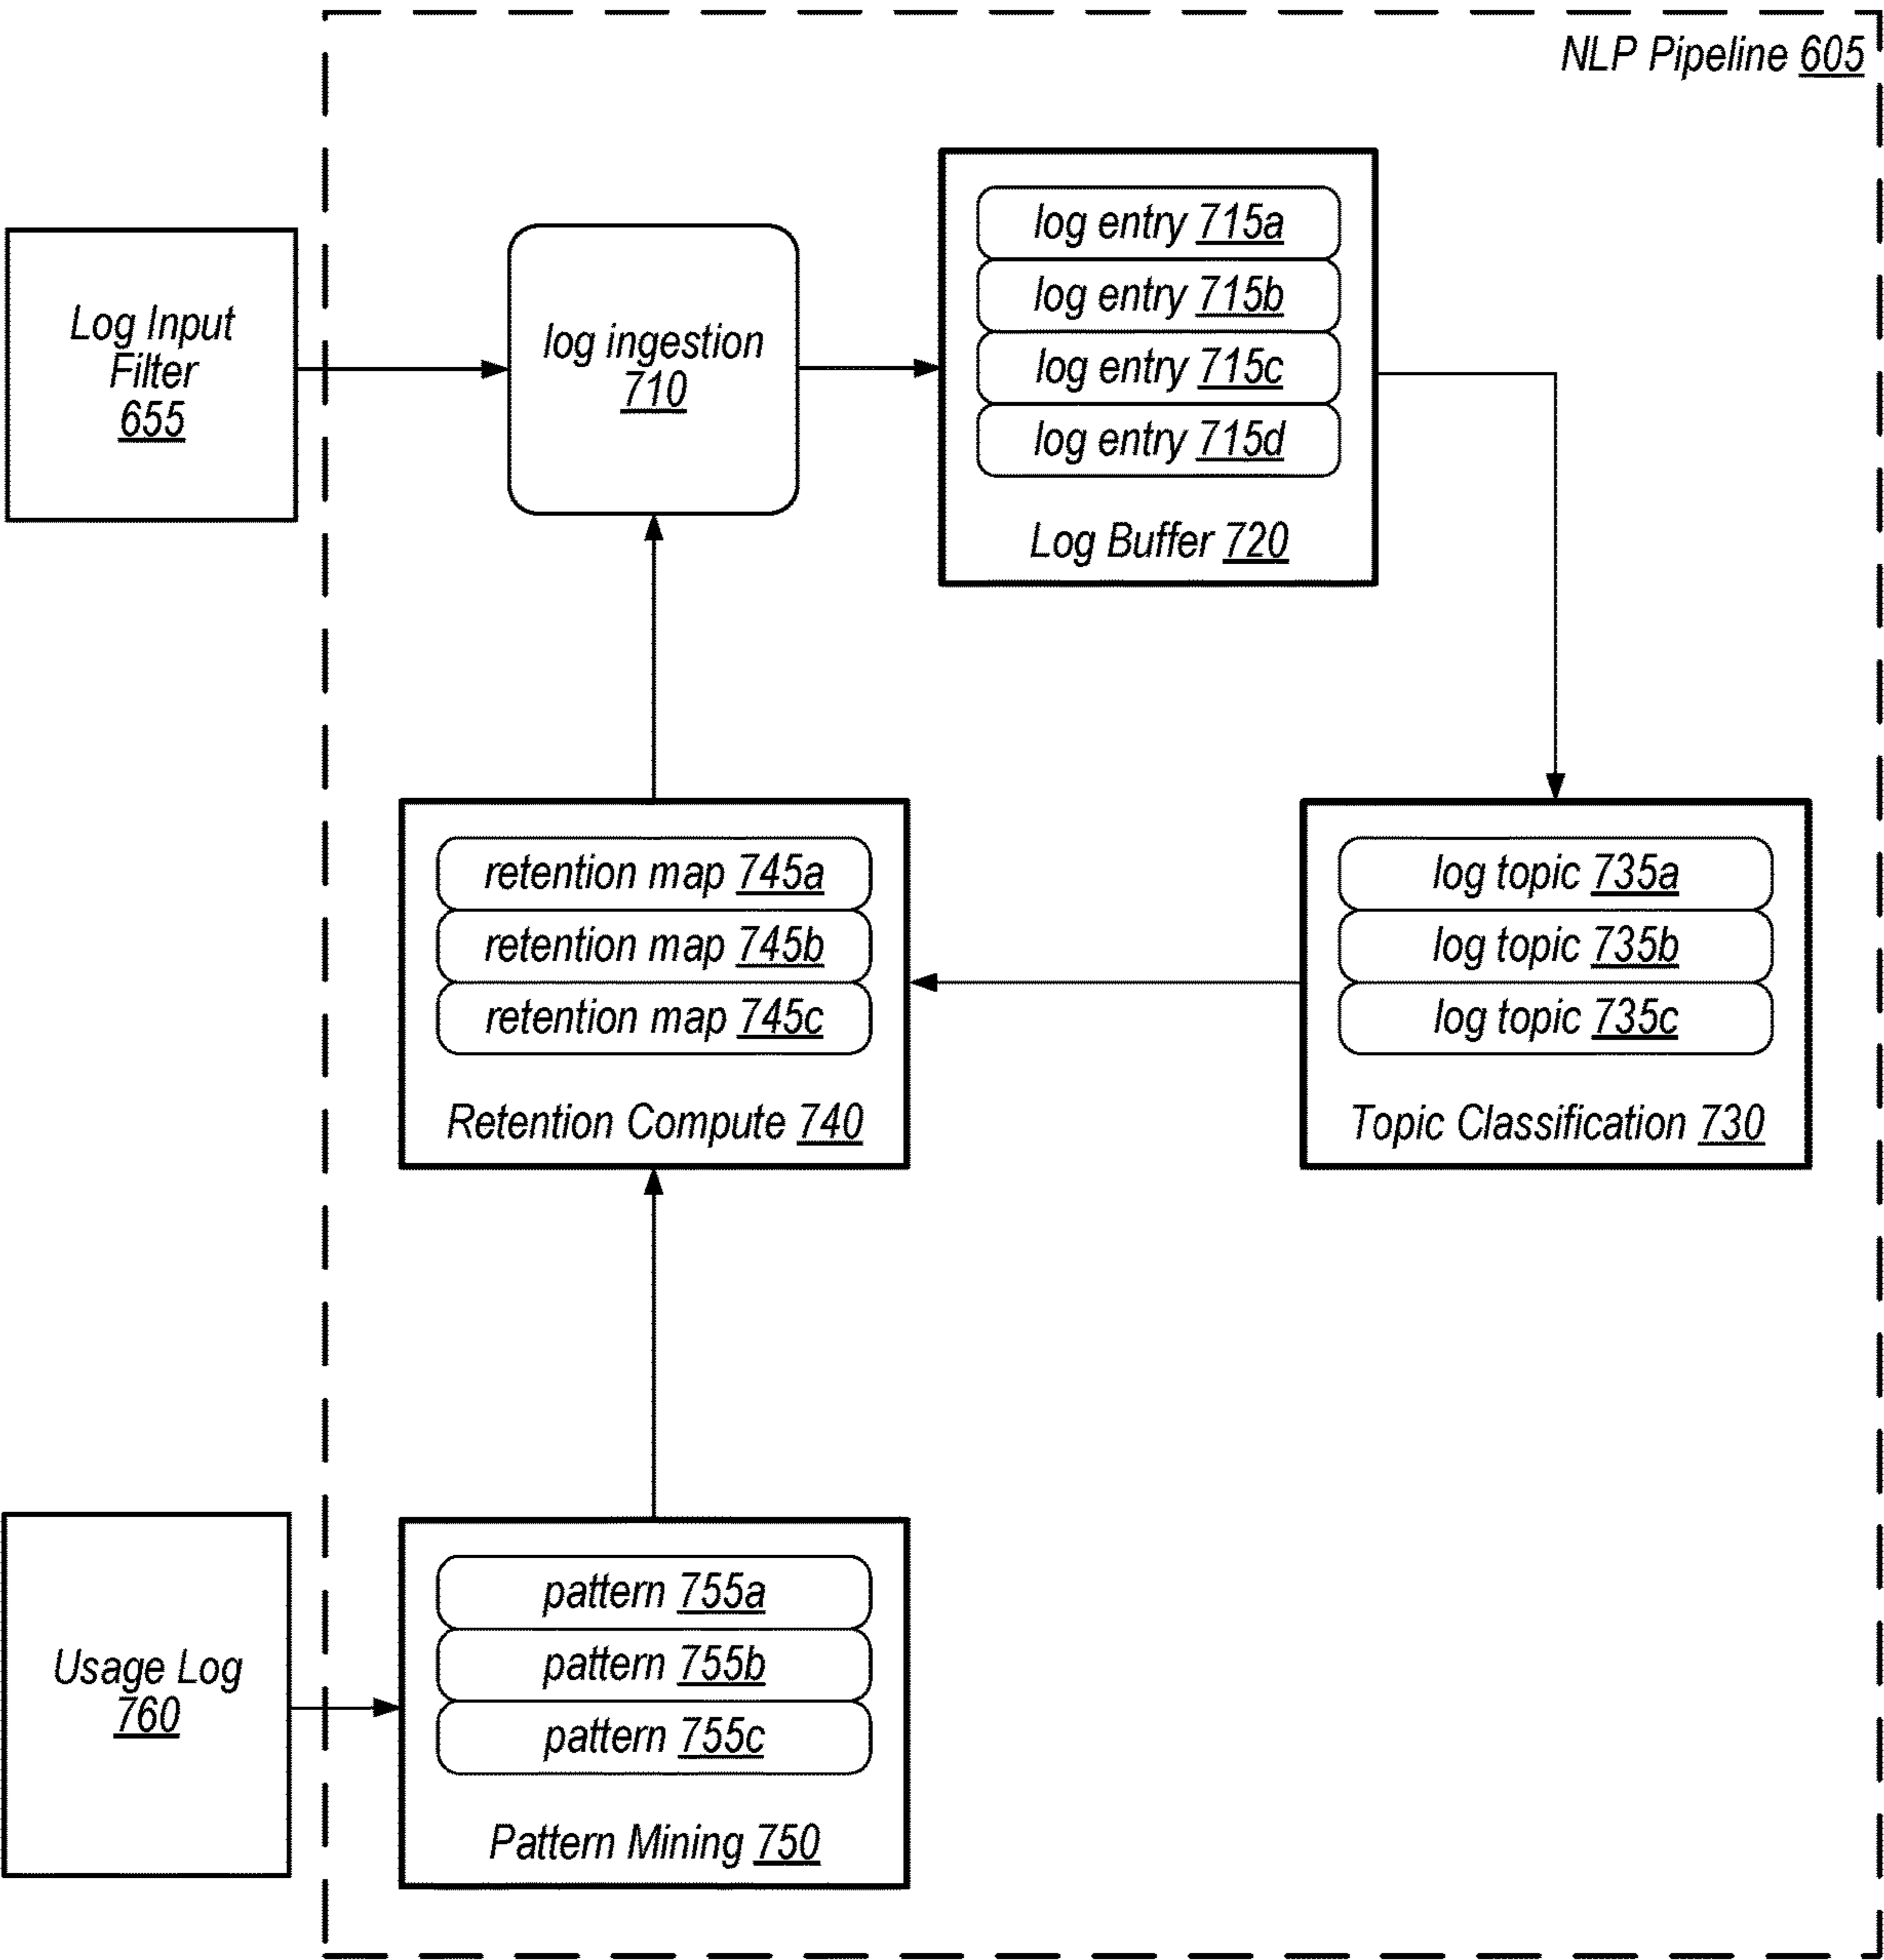 NLP Pipeline 605
Log Input
Filter
655
log ingestion
710
log entry 715a
log entry 715b
log entry 715c
log entry 715d
Log Buffer 720
retention map 745a
retention map 745b
retention map 745c
Retention Compute 740
log topic 735a
log topic 735b
log topic 735c
Topic Classification 730
Usage Log
760
pattern 755a
pattern 755b
pattern 755c
Pattern Mining 750